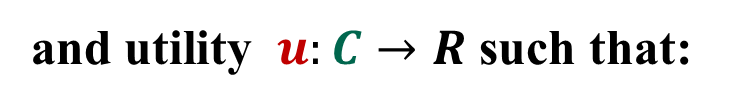 and utility u: C → R such that: